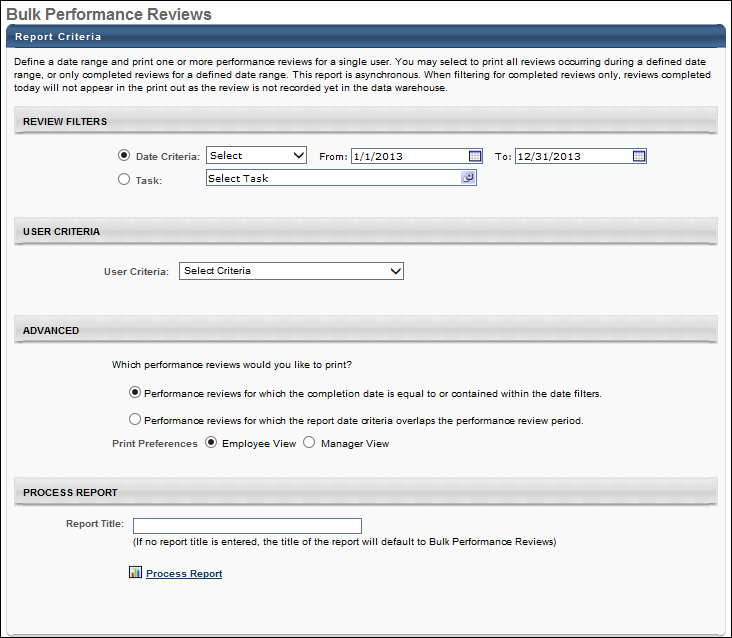 Bulk Performance Reviews
Report Criteria
Define a date range and print one or more performance reviews for a single user. You may select to print all reviews occurring during a defined date
range, or only completed reviews for a defined date range. This report is asynchronous. When filtering for completed reviews only, reviews completed
today will not appear in the print out as the review is not recorded yet in the data warehouse.
REVIEW FILTERS
Date Criteria: Select From: 1/1/2013 To: 12/31/2013
Task: Select Task
USER CRITERIA
User Criteria: Select Criteria
ADVANCED
Which performance reviews would you like to print?
Performance reviews for which the completion date is equal to or contained within the date filters.
Performance reviews for which the report date criteria overlaps the performance review period.
Print Preferences Employee View Manager View
PROCESS REPORT
Report Title:
(If no report title is entered, the title of the report will default to Bulk Performance Reviews)
Process Report